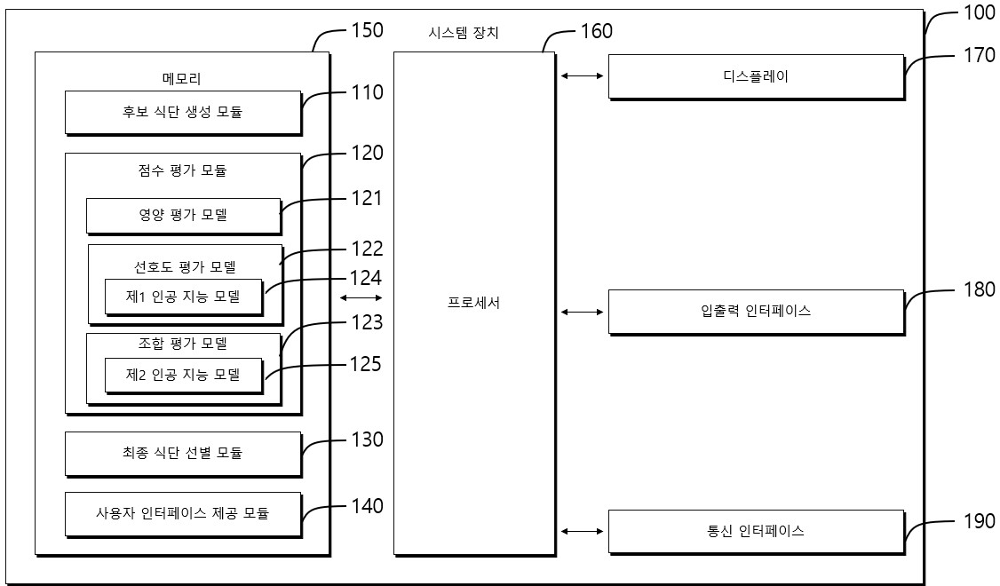 100
시스템 장치
150
메모리
110
후보 식단 생성 모듈
120
점수 평가 모듈
121
영양 평가 모델
122
선호도 평가 모델
124
제1 인공 지능 모델
123
조합 평가 모델
125
제2 인공 지능 모델
130
최종 식단 선별 모듈
140
사용자 인터페이스 제공 모듈
160
프로세서
170
디스플레이
180
입출력 인터페이스
190
통신 인터페이스